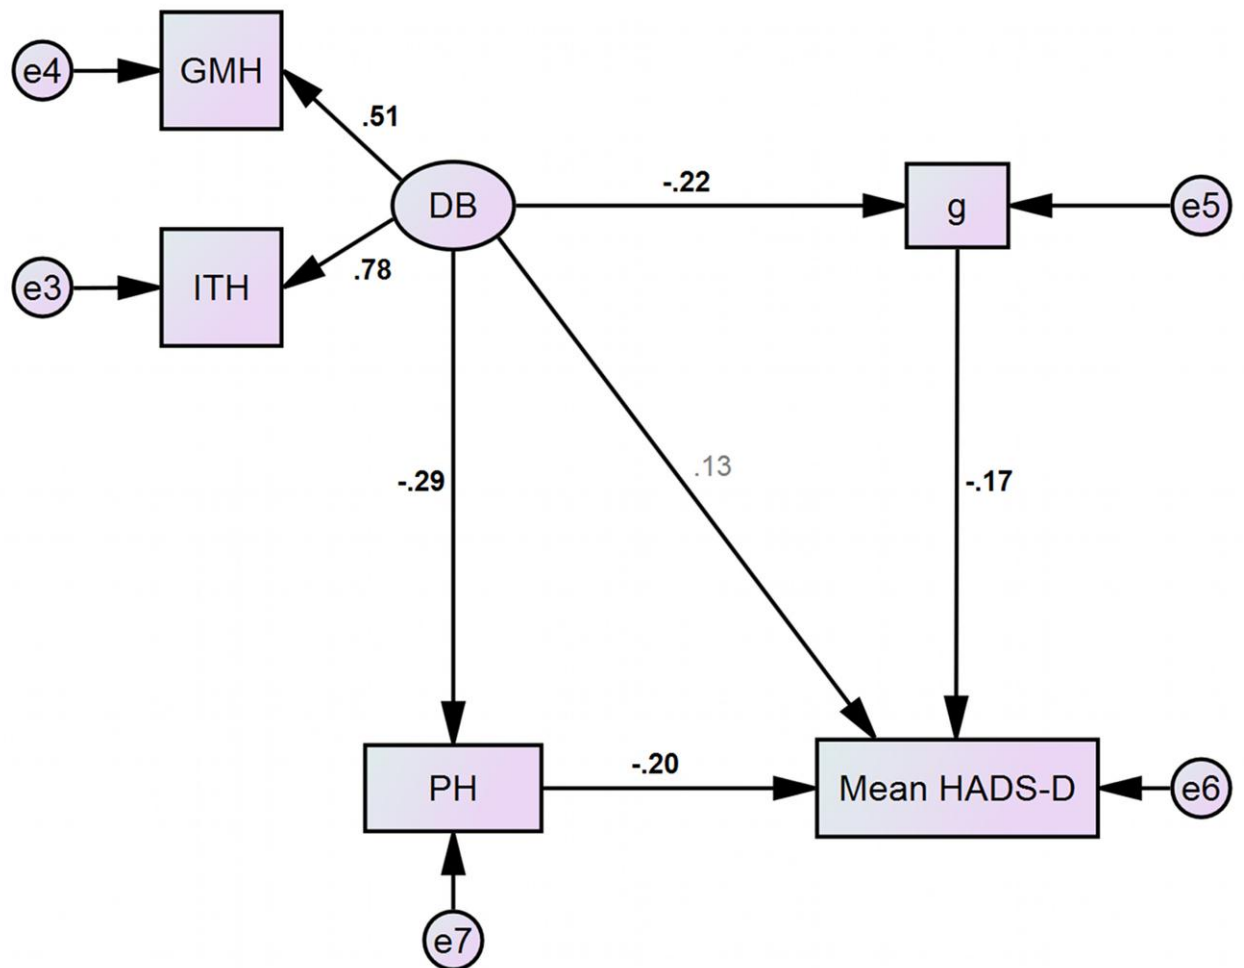 GMH
e4
.51
DB
-.22
g
e5
ITH
e3
.78
-.29
.13
-.17
PH
-.20
Mean HADS-D
e6
e7